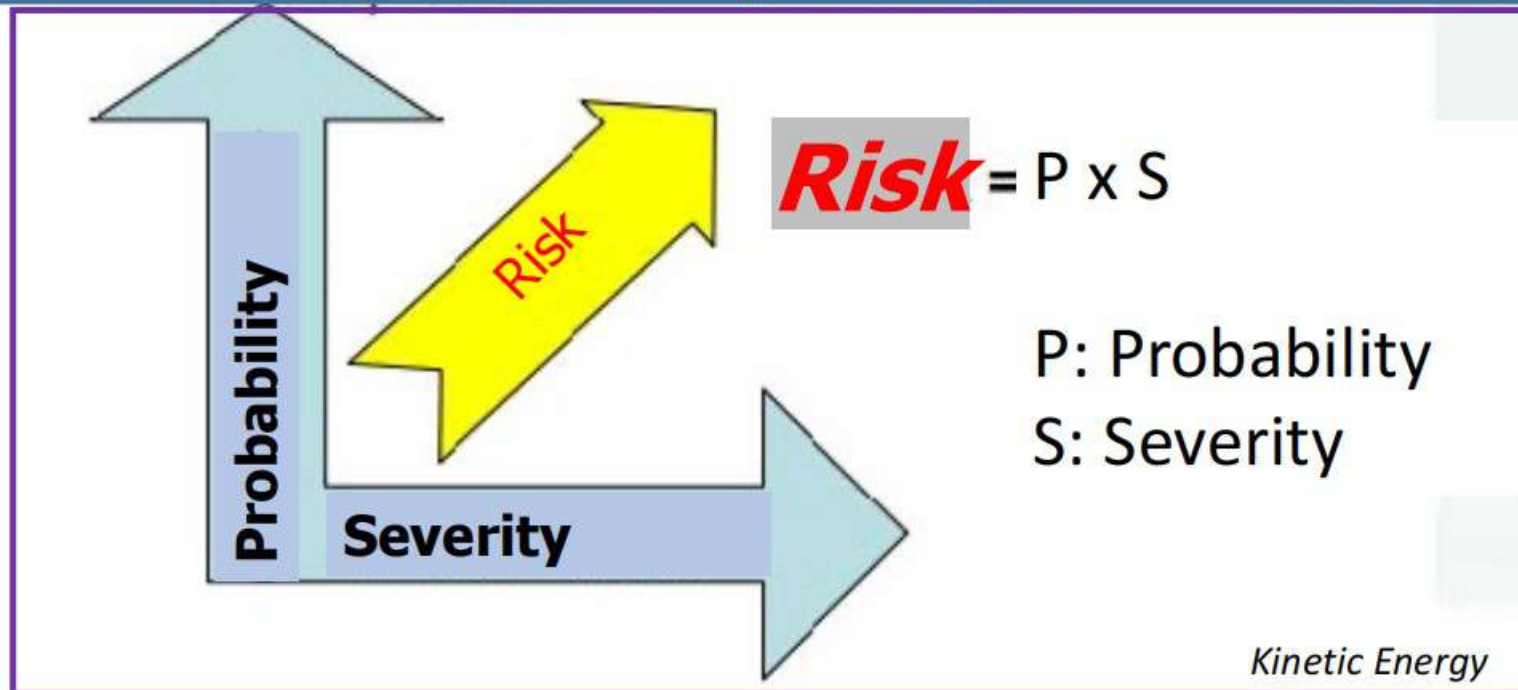 Probability
Risk
Severity
Risk = P x S
P: Probability
S: Severity
Kinetic Energy